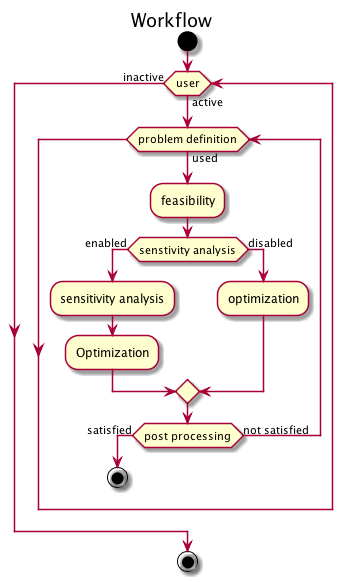 Workflow
inactive
user
active
problem definition
used
feasibility
enabled
senstivity analysis
disabled
sensitivity analysis
optimization
Optimization
satisfied
post processing
not satisfied